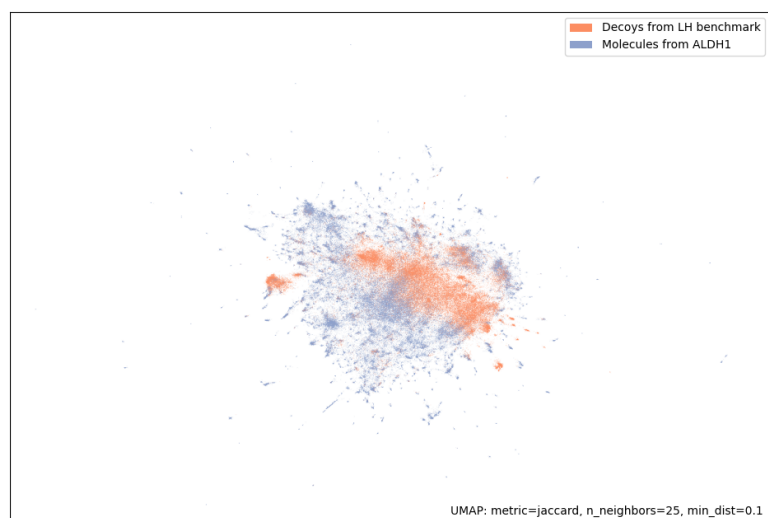 Decoys from LH benchmark
Molecules from ALDH1
UMAP: metric=jaccard, n_neighbors=25, min_dist=0.1